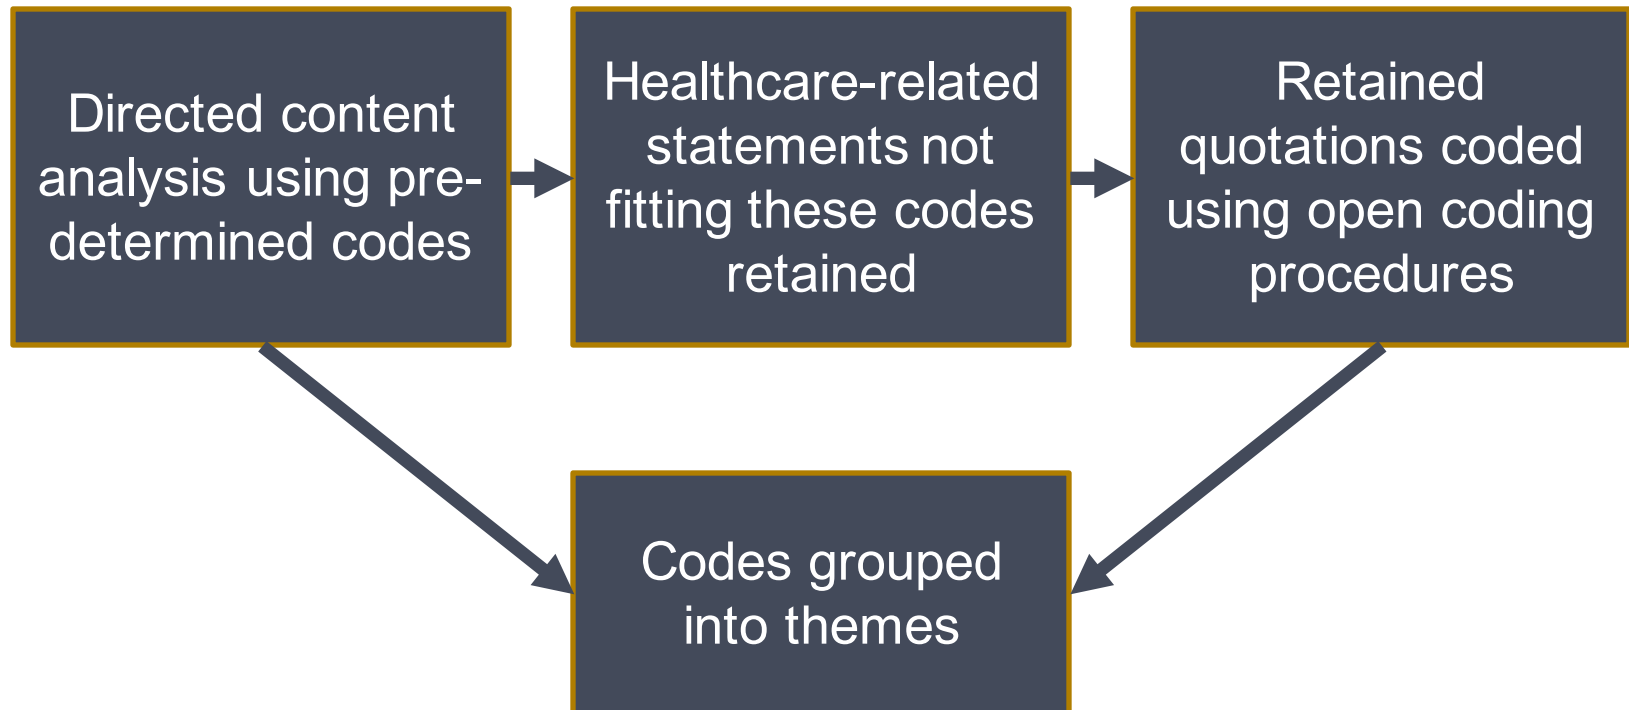 Directed content
analysis using pre-
determined codes
Healthcare-related
statements not
fitting these codes
retained
Retained
quotations coded
using open coding
procedures
Codes grouped
into themes